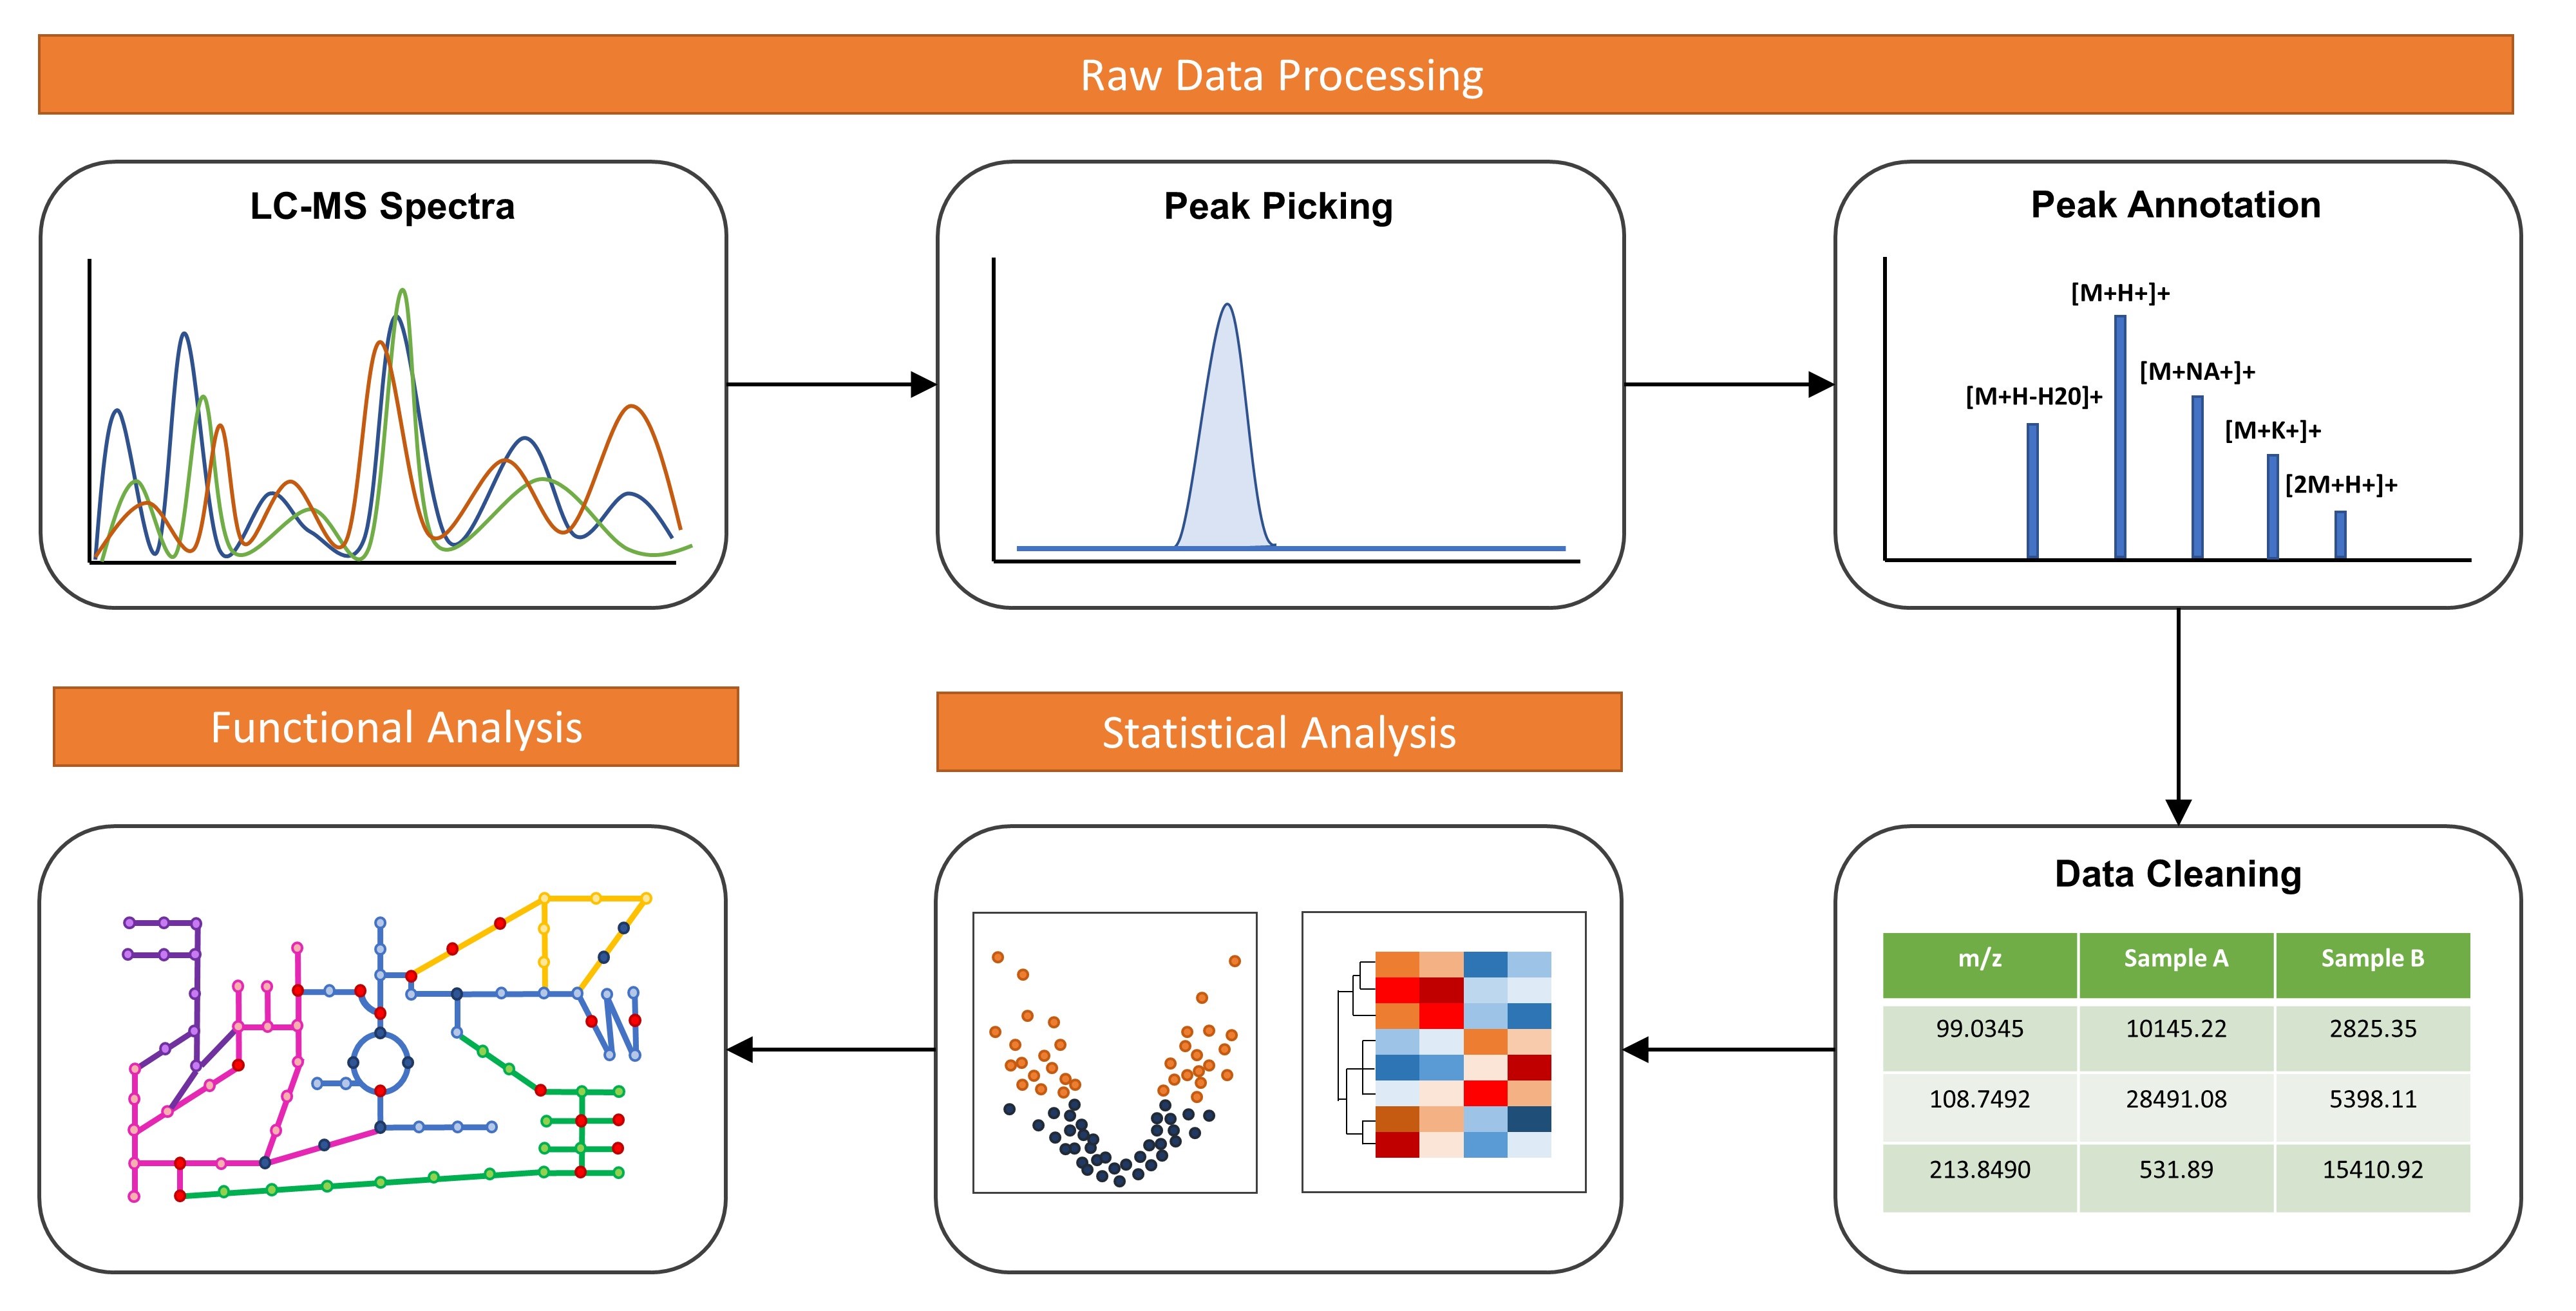 Raw Data Processing
LC-MS Spectra
Peak Picking
Peak Annotation
[M+H+]+
[M+NA+]+
[M+H-H20]+
[M+K+]+
[2M+H+]+
Functional Analysis
Statistical Analysis
Data Cleaning
m/z Sample A Sample B
99.0345 10145.22 2825.35
108.7492 28491.08 5398.11
213.8490 531.89 15410.92